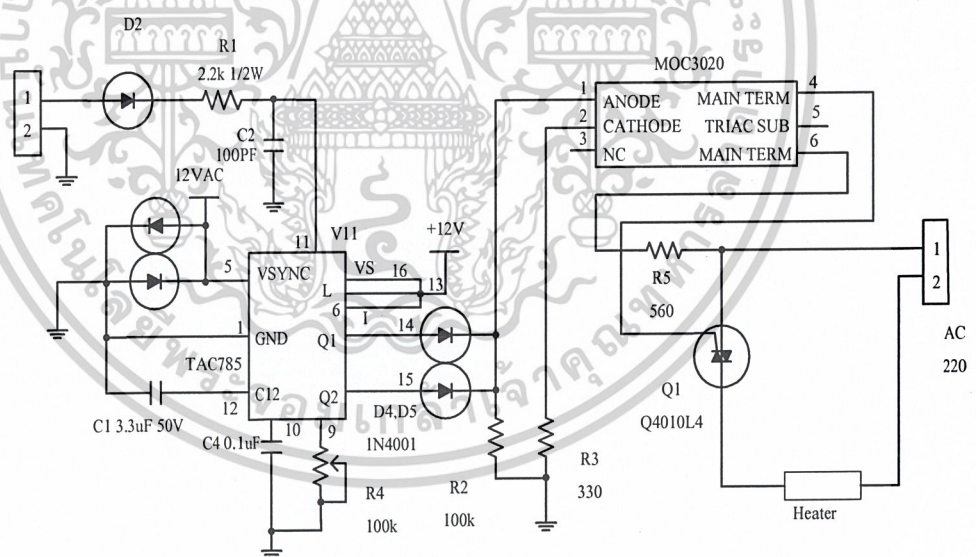 D2
R1
2.2k 1/2W
1
2
C2
100PF
12VAC
MOC3020
1
ANODE
MAIN TERM
4
2
CATHODE
TRIAC SUB
5
3
NC
MAIN TERM
6
11
V11
+12V
5
VSYNC
VS
16
L
13
6
I
1
GND
Q1
14
TAC785
15
C12
Q2
12
C1 3.3uF 50V
D4,D5
1N4001
10
9
C4 0.1uF
R4
100k
R2
100k
R3
330
R5
560
Q1
Q4010L4
1
2
AC
220
Heater